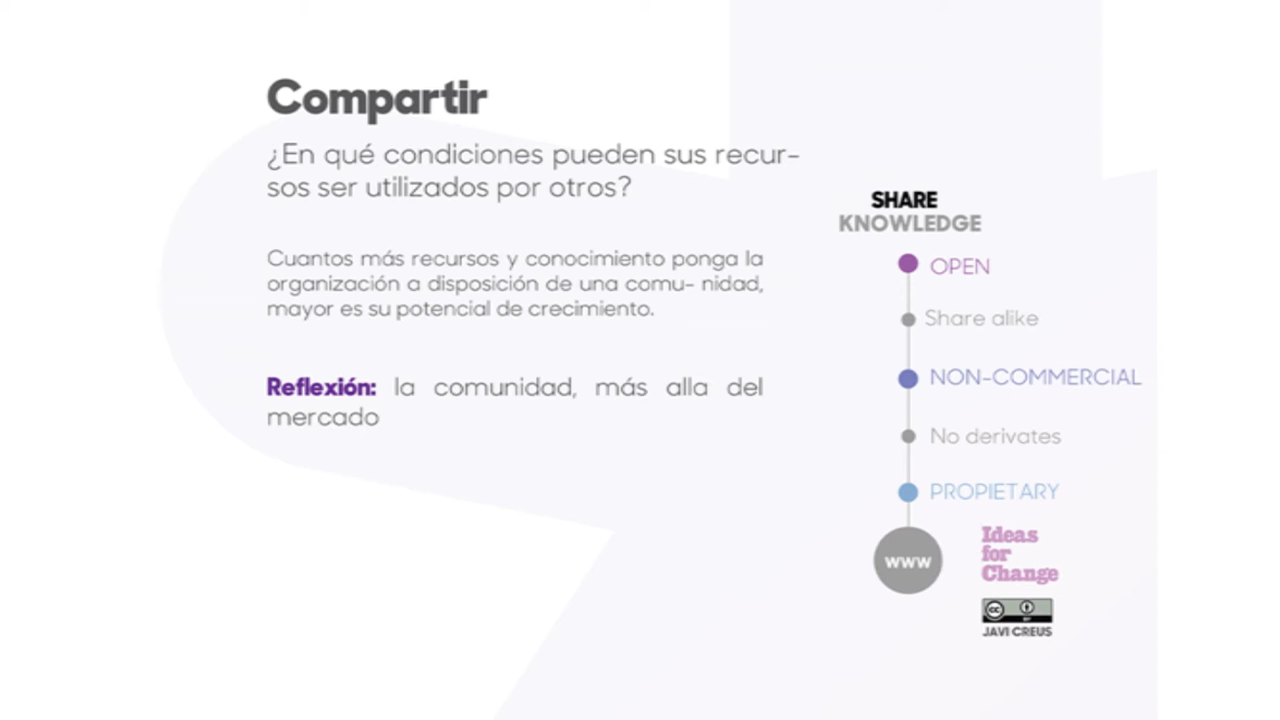 Compartir
¿En qué condiciones pueden sus recur-
sos ser utilizados por otros?
Cuantos más recursos y conocimiento ponga la
organización a disposición de una comu- nidad,
mayor es su potencial de crecimiento.
Reflexión: la comunidad, más alla del
mercado
SHARE
KNOWLEDGE
OPEN
Share alike
NON-COMMERCIAL
No derivates
PROPIETARY
www
Ideas
for
Change
cc
BY
JAVI CREUS